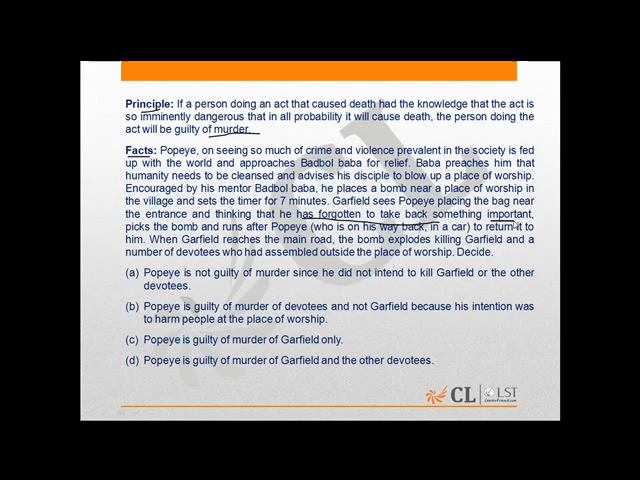 Principle: If a person doing an act that caused death had the knowledge that the act is
so imminently dangerous that in all probability it will cause death, the person doing the
act will be guilty of murder.
Facts: Popeye, on seeing so much of crime and violence prevalent in the society is fed
up with the world and approaches Badbol baba for relief. Baba preaches him that
humanity needs to be cleansed and advises his disciple to blow up a place of worship.
Encouraged by his mentor Badbol baba, he places a bomb near a place of worship in
the village and sets the timer for 7 minutes. Garfield sees Popeye placing the bag near
the entrance and thinking that he has forgotten to take back something important,
picks the bomb and runs after Popeye (who is on his way back, in a car) to return it to
him. When Garfield reaches the main road, the bomb explodes killing Garfield and a
number of devotees who had assembled outside the place of worship. Decide.
(a) Popeye is not guilty of murder since he did not intend to kill Garfield or the other
devotees.
(b) Popeye is guilty of murder of devotees and not Garfield because his intention was
to harm people at the place of worship.
(c) Popeye is guilty of murder of Garfield only.
(d) Popeye is guilty of murder of Garfield and the other devotees.
CL LST